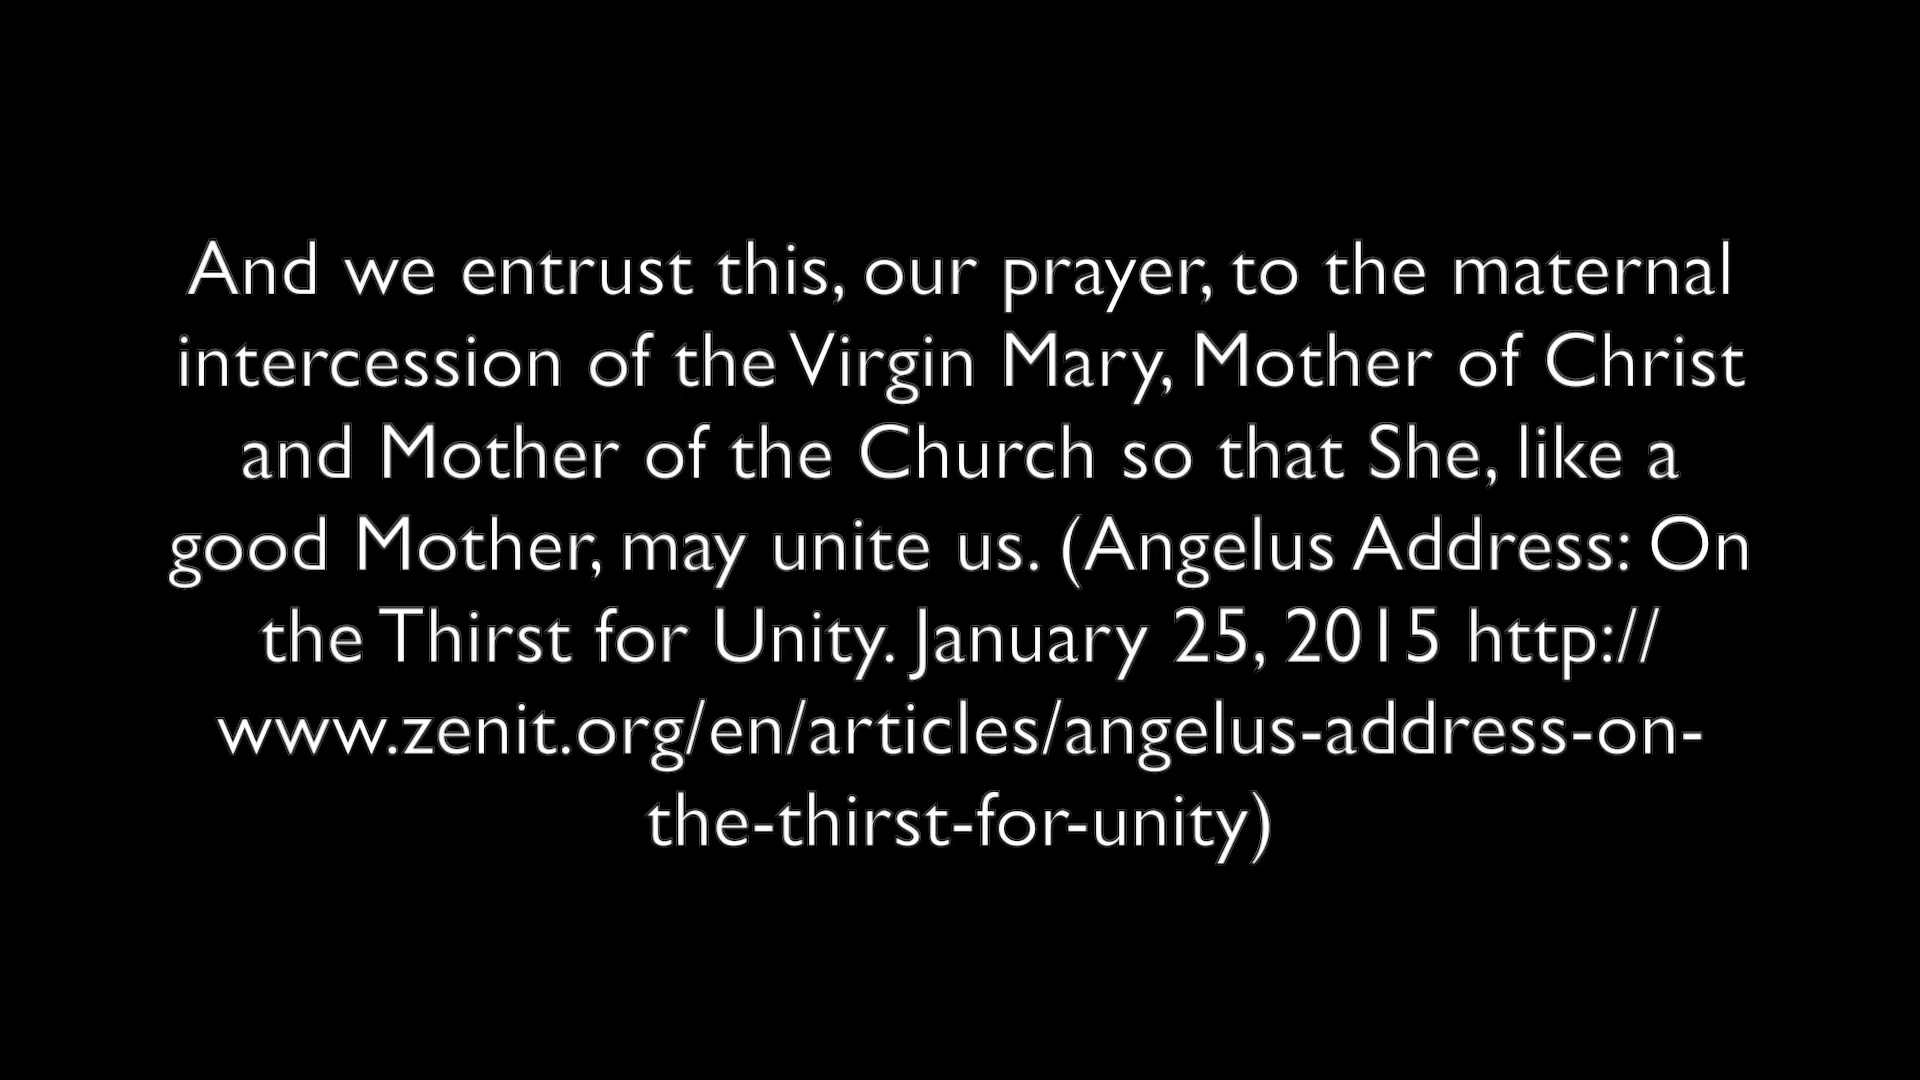 And we entrust this, our prayer, to the maternal
intercession of the Virgin Mary, Mother of Christ
and Mother of the Church so that She, like a
good Mother, may unite us. (Angelus Address: On
the Thirst for Unity. January 25, 2015 http://
www.zenit.org/en/articles/angelus-address-on-
the-thirst-for-unity)